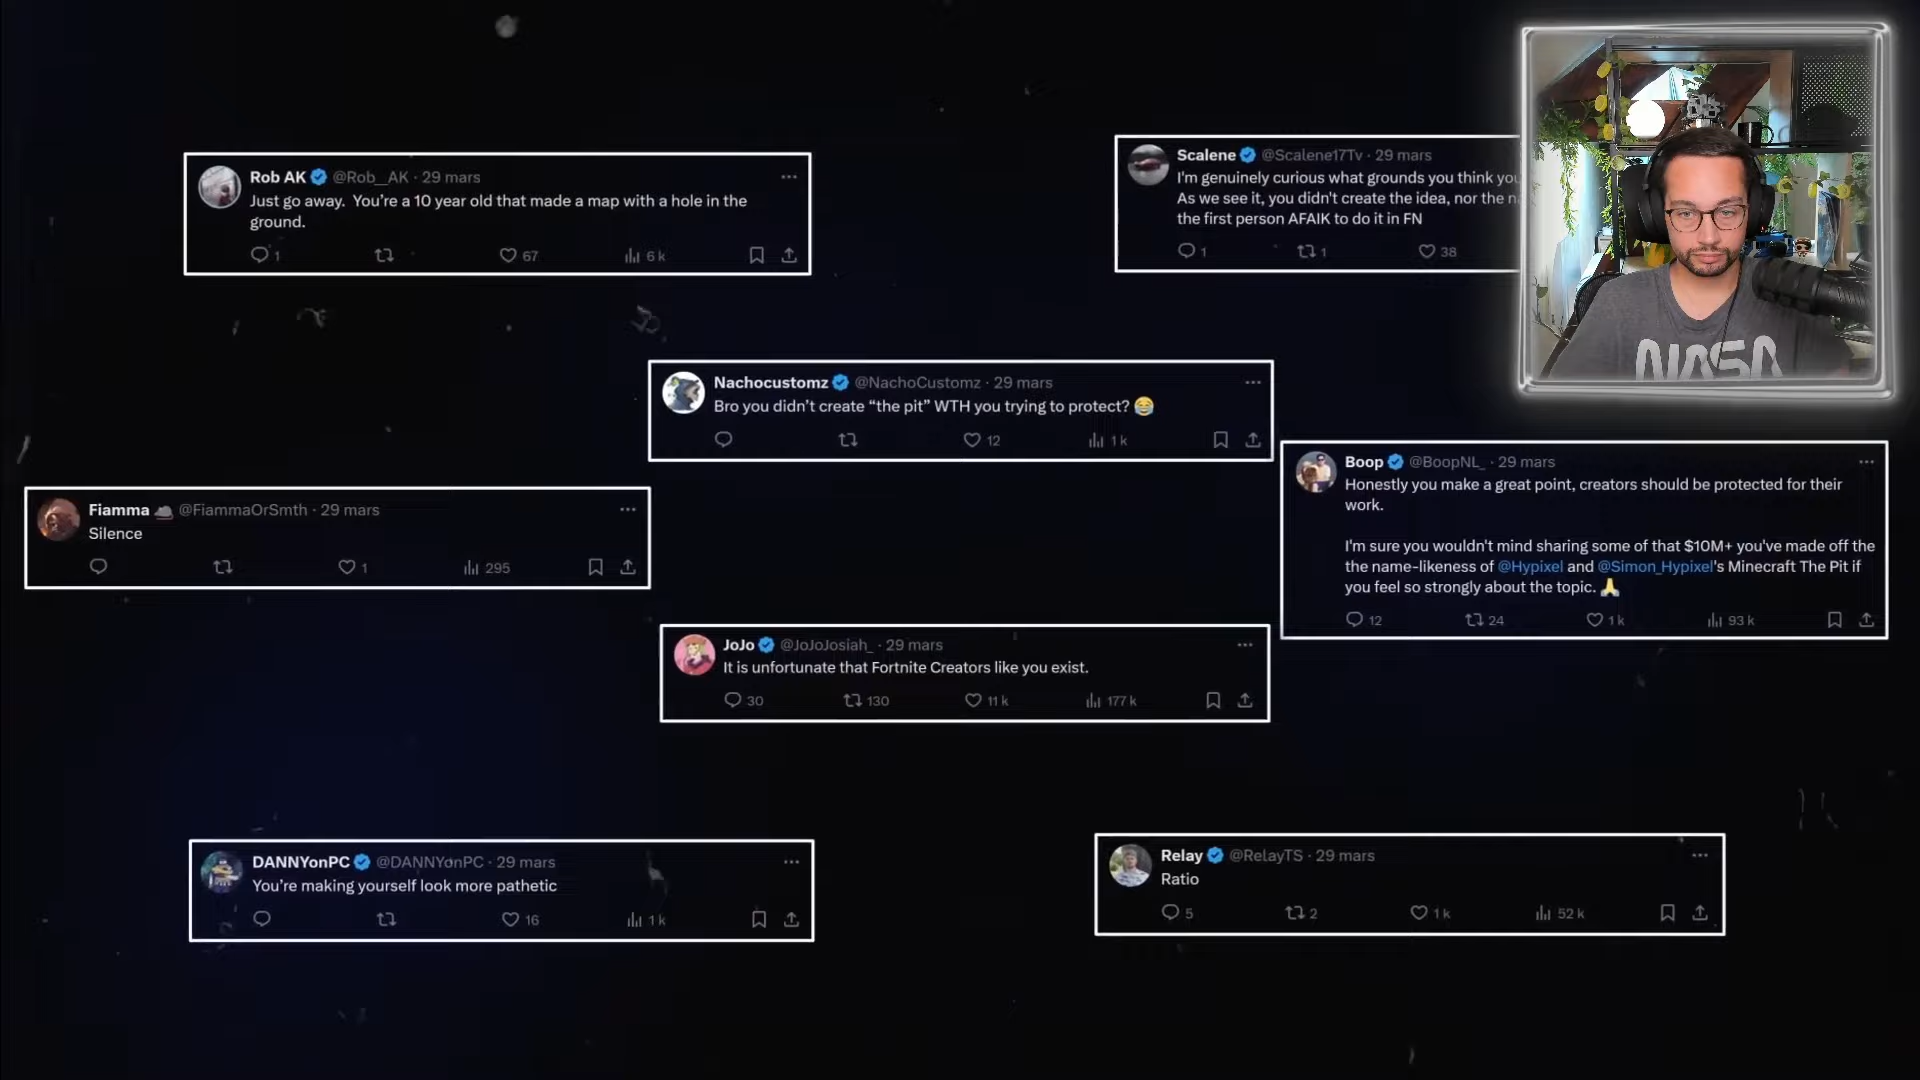 Rob AK @Rob__AK · 29 mars
Just go away. You're a 10 year old that made a map with a hole in the
ground.
1 67 6 k
Scalene @Scalene17Tv · 29 mars
I'm genuinely curious what grounds you think you
As we see it, you didn't create the idea, nor the
the first person AFAIK to do it in FN
1 1 38
NASA
Nachocustomz @NachoCustomz · 29 mars
Bro you didn't create “the pit” WTH you trying to protect? 😂
12 1 k
Boop @BoopNL_ · 29 mars
Honestly you make a great point, creators should be protected for their
work.
I'm sure you wouldn't mind sharing some of that $10M+ you've made off the
the name-likeness of @Hypixel and @Simon_Hypixel's Minecraft The Pit if
you feel so strongly about the topic. 🙏
12 24 1 k 93 k
Fiamma @FiammaOrSmth · 29 mars
Silence
1 295
JoJo @JoJoJosiah_ · 29 mars
It is unfortunate that Fortnite Creators like you exist.
30 130 11 k 177 k
DANNYonPC @DANNYonPC · 29 mars
You're making yourself look more pathetic
16 1 k
Relay @RelayTS · 29 mars
Ratio
5 2 1 k 52 k